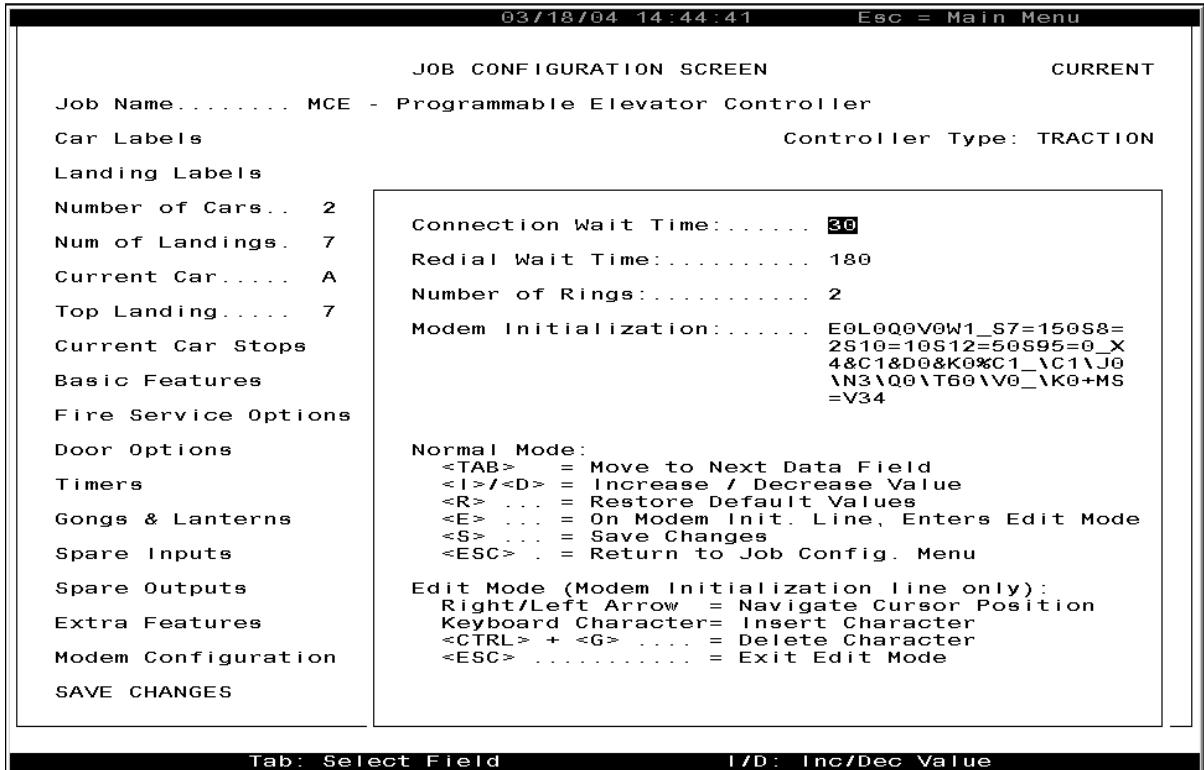 03/18/04 14:44:41 Esc = Main Menu
JOB CONFIGURATION SCREEN CURRENT
Job Name........ MCE - Programmable Elevator Controller
Car Labels Controller Type: TRACTION
Landing Labels
Number of Cars.. 2
Num of Landings. 7
Current Car..... A
Top Landing..... 7
Current Car Stops
Basic Features
Fire Service Options
Door Options
Timers
Gongs & Lanterns
Spare Inputs
Spare Outputs
Extra Features
Modem Configuration
SAVE CHANGES
Connection Wait Time:...... 30
Redial Wait Time:.......... 180
Number of Rings:........... 2
Modem Initialization:...... E0L0Q0V0W1_S7=150S8=
2S10=10S12=50S95=0_X
4&C1&D0&K0%C1_\C1\J0
\N3\Q0\T60\V0_\K0+MS
=V34
Normal Mode:
<TAB> = Move to Next Data Field
<I>/<D> = Increase / Decrease Value
<R> ... = Restore Default Values
<E> ... = On Modem Init. Line, Enters Edit Mode
<S> ... = Save Changes
<ESC> . = Return to Job Config. Menu
Edit Mode (Modem Initialization line only):
Right/Left Arrow = Navigate Cursor Position
Keyboard Character= Insert Character
<CTRL> + <G> .... = Delete Character
<ESC> ........... = Exit Edit Mode
Tab: Select Field I/D: Inc/Dec Value